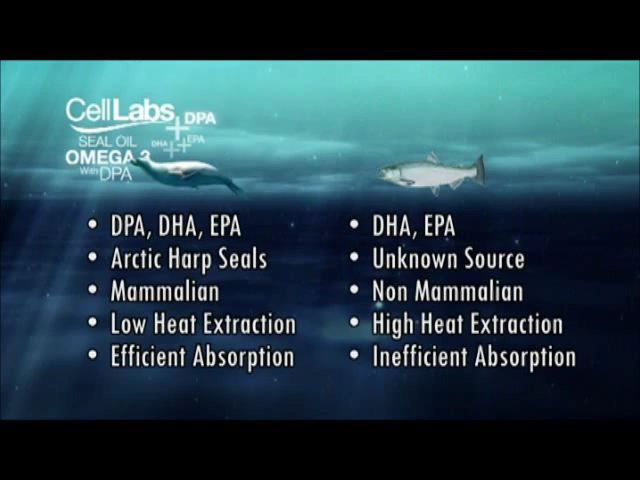 CellLabs
+DPA
SEAL OIL
DHA ++ EPA
OMEGA 3
With DPA
• DPA, DHA, EPA
• Arctic Harp Seals
• Mammalian
• Low Heat Extraction
• Efficient Absorption
• DHA, EPA
• Unknown Source
• Non Mammalian
• High Heat Extraction
• Inefficient Absorption